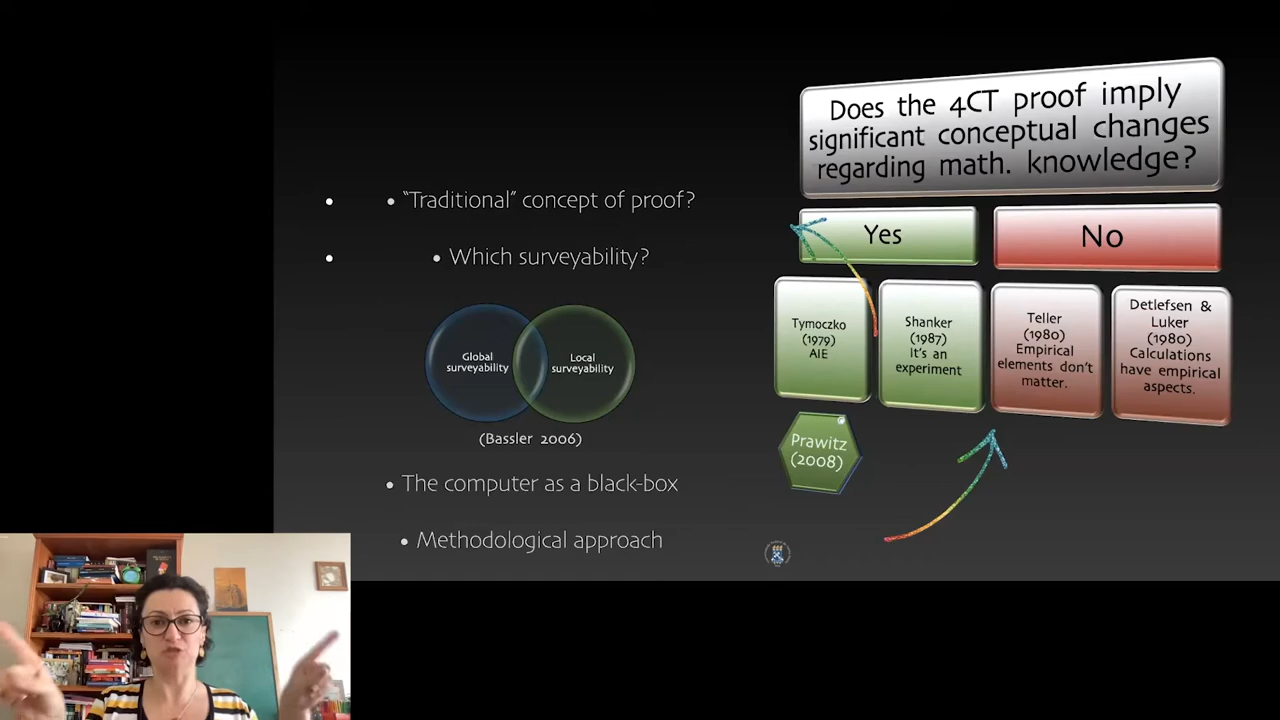 Does the 4CT proof imply
significant conceptual changes
regarding math. knowledge?
• "Traditional" concept of proof?
• Which surveyability?
Global
surveyability
Local
surveyability
(Bassler 2006)
• The computer as a black-box
• Methodological approach
Yes
No
Tymoczko
(1979)
AIE
Shanker
(1987)
It's an
experiment
Teller
(1980)
Empirical
elements don't
matter.
Detlefsen &
Luker
(1980)
Calculations
have empirical
aspects.
Prawitz
(2008)